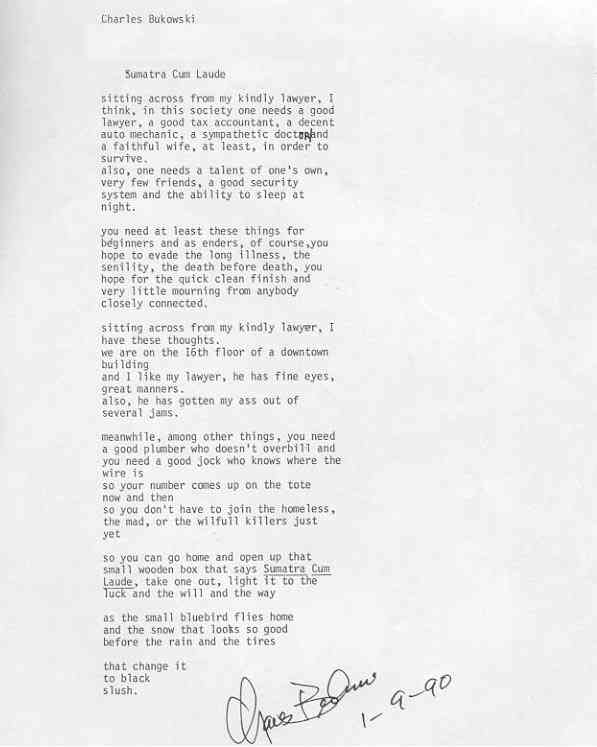 Charles Bukowski
Sumatra Cum Laude
sitting across from my kindly lawyer, I
think, in this society one needs a good
lawyer, a good tax accountant, a decent
auto mechanic, a sympathetic doctor and
a faithful wife, at least, in order to
survive.
also, one needs a talent of one's own,
very few friends, a good security
system and the ability to sleep at
night.
you need at least these things for
beginners and as enders, of course,you
hope to evade the long illness, the
senility, the death before death, you
hope for the quick clean finish and
very little mourning from anybody
closely connected.
sitting across from my kindly lawyer, I
have these thoughts.
we are on the I6th floor of a downtown
building
and I like my lawyer, he has fine eyes,
great manners.
also, he has gotten my ass out of
several jams.
meanwhile, among other things, you need
a good plumber who doesn't overbill and
you need a good jock who knows where the
wire is
so your number comes up on the tote
now and then
so you don't have to join the homeless,
the mad, or the wilfull killers just
yet
so you can go home and open up that
small wooden box that says Sumatra Cum
Laude, take one out, light it to the
luck and the will and the way
as the small bluebird flies home
and the snow that looks so good
before the rain and the tires
that change it
to black
slush.
1-9-90